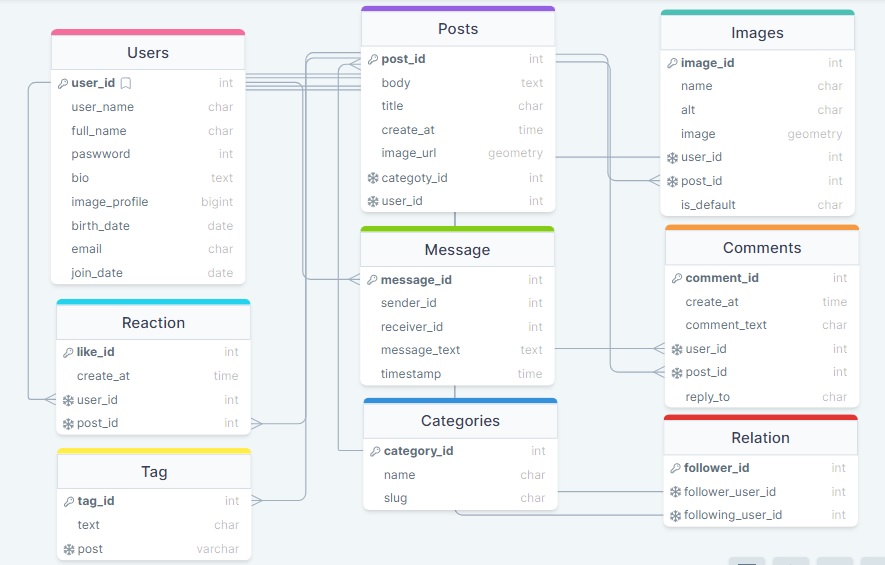 Users
user_id int
user_name char
full_name char
paswword int
bio text
image_profile bigint
birth_date date
email char
join_date date
Reaction
like_id int
create_at time
user_id int
post_id int
Tag
tag_id int
text char
post varchar
Posts
post_id int
body text
title char
create_at time
image_url geometry
categoty_id int
user_id int
Message
message_id int
sender_id int
receiver_id int
message_text text
timestamp time
Categories
category_id int
name char
slug char
Images
image_id int
name char
alt char
image geometry
user_id int
post_id int
is_default char
Comments
comment_id int
create_at time
comment_text char
user_id int
post_id int
reply_to char
Relation
follower_id int
follower_user_id int
following_user_id int